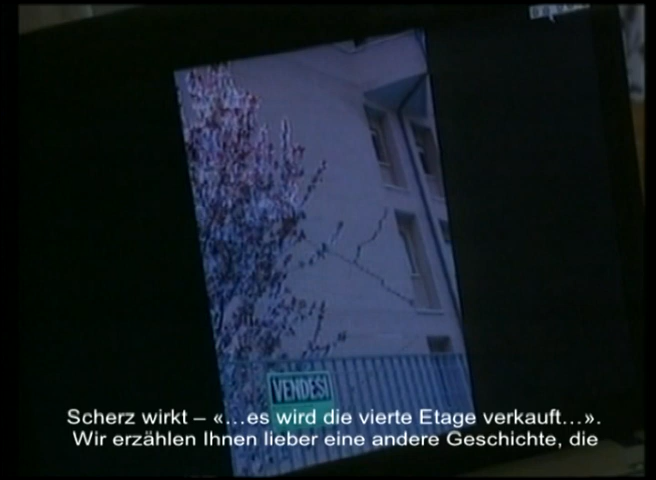 VENDESI
Scherz wirkt – «…es wird die vierte Etage verkauft…».
Wir erzählen Ihnen lieber eine andere Geschichte, die